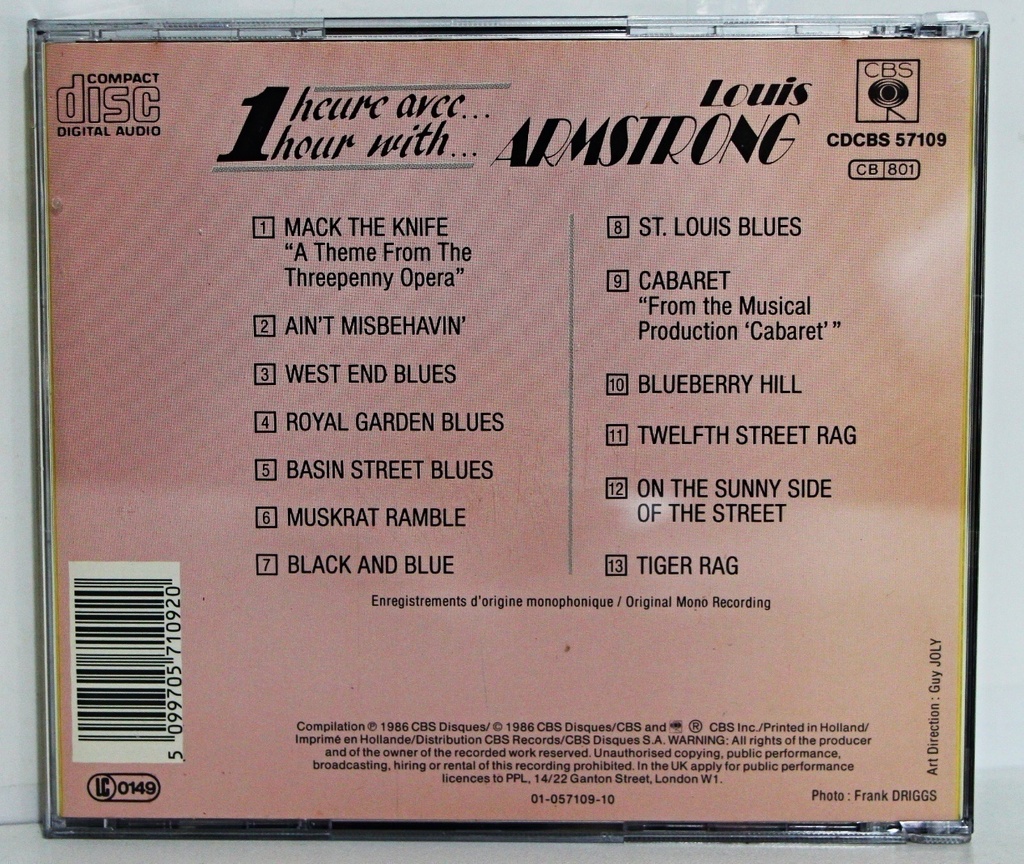 COMPACT
disc
DIGITAL AUDIO
1 heure avec...
1 hour with...
Louis
ARMSTRONG
CBS
CDCBS 57109
CB 801
1 MACK THE KNIFE
"A Theme From The
Threepenny Opera"
2 AIN'T MISBEHAVIN'
3 WEST END BLUES
4 ROYAL GARDEN BLUES
5 BASIN STREET BLUES
6 MUSKRAT RAMBLE
7 BLACK AND BLUE
8 ST. LOUIS BLUES
9 CABARET
"From the Musical
Production 'Cabaret'"
10 BLUEBERRY HILL
11 TWELFTH STREET RAG
12 ON THE SUNNY SIDE
OF THE STREET
13 TIGER RAG
Enregistrements d'origine monophonique / Original Mono Recording
5 099705 710920
LC 0149
Compilation ℗ 1986 CBS Disques/ © 1986 CBS Disques/CBS and ® CBS Inc./Printed in Holland/
Imprimé en Hollande/Distribution CBS Records/CBS Disques S.A. WARNING: All rights of the producer
and of the owner of the recorded work reserved. Unauthorised copying, public performance,
broadcasting, hiring or rental of this recording prohibited. In the UK apply for public performance
licences to PPL, 14/22 Ganton Street, London W1.
01-057109-10
Art Direction : Guy JOLY
Photo : Frank DRIGGS